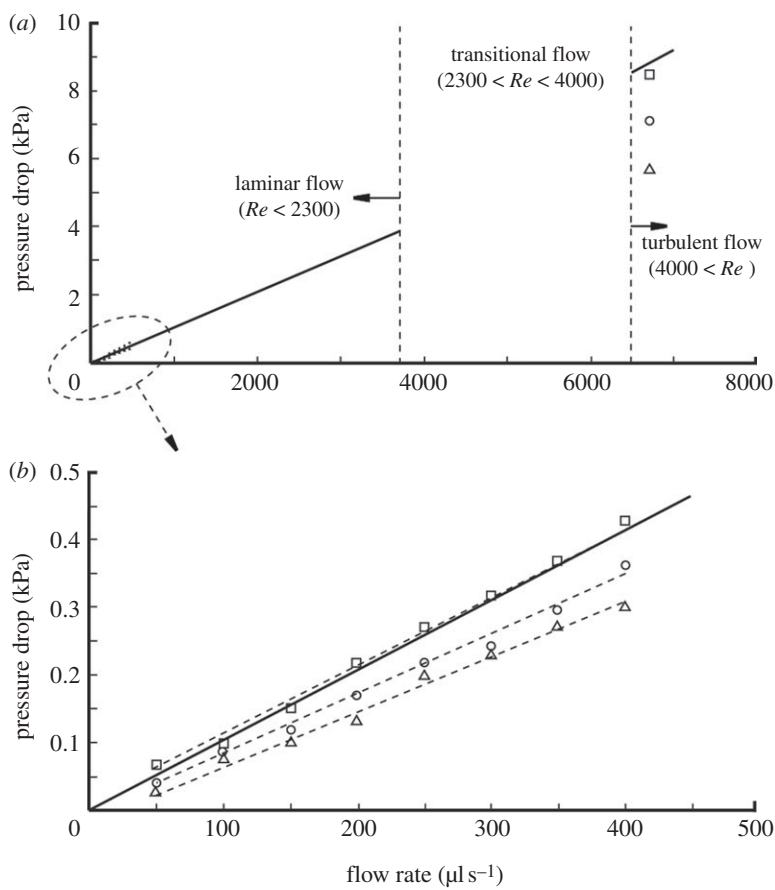 (a)
10
8
6
4
2
0
pressure drop (kPa)
transitional flow
(2300 < Re < 4000)
laminar flow
(Re < 2300)
turbulent flow
(4000 < Re )
2000
4000
6000
8000
(b)
0.5
0.4
0.3
0.2
0.1
0
pressure drop (kPa)
100
200
300
400
500
flow rate (µl s⁻¹)